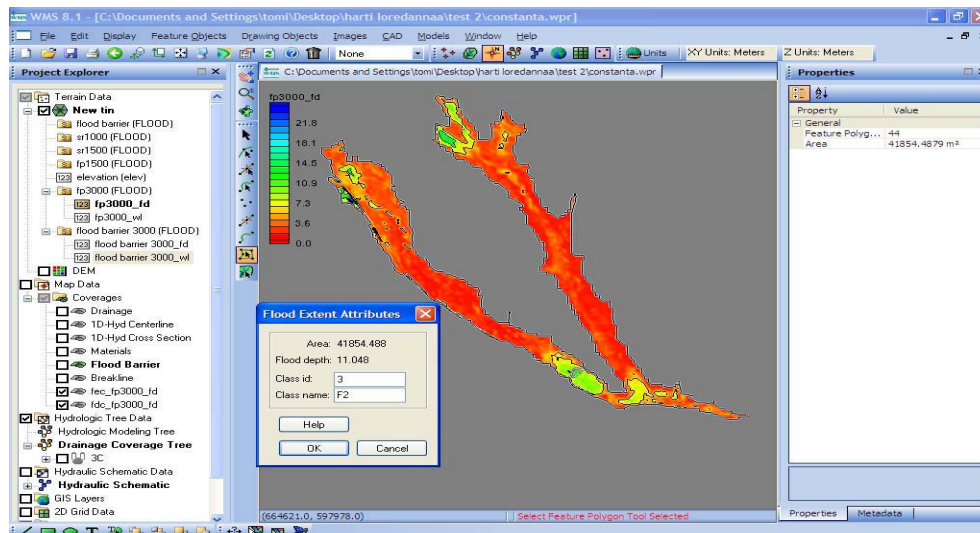 WMS 8.1 - [C:\Documents and Settings\tomi\Desktop\harti loredannaa\test 2\constanta.wpr]
File Edit Display Feature Objects Drawing Objects Images CAD Models Window Help
None Units XY Units: Meters Z Units: Meters
Project Explorer
Terrain Data
New tin
flood barrier (FLOOD)
sr1000 (FLOOD)
sr1500 (FLOOD)
fp1500 (FLOOD)
123 elevation (elev)
fp3000 (FLOOD)
123 fp3000_fd
123 fp3000_wl
flood barrier 3000 (FLOOD)
123 flood barrier 3000_fd
123 flood barrier 3000_wl
DEM
Map Data
Coverages
Drainage
1D-Hyd Centerline
1D-Hyd Cross Section
Materials
Flood Barrier
Breakline
fec_fp3000_fd
fdc_fp3000_fd
Hydrologic Tree Data
Hydrologic Modeling Tree
Drainage Coverage Tree
3C
Hydraulic Schematic Data
Hydraulic Schematic
GIS Layers
2D Grid Data
C:\Documents and Settings\tomi\Desktop\harti loredannaa\test 2\constanta.wpr
fp3000_fd
21.8
18.1
14.5
10.9
7.3
3.6
0.0
Flood Extent Attributes
Area: 41854.488
Flood depth: 11.048
Class id: 3
Class name: F2
Help
OK Cancel
(664621.0, 597978.0) Select Feature Polygon Tool Selected
Properties
Property Value
General
Feature Polyg... 44
Area 41854.4879 m²
Properties Metadata